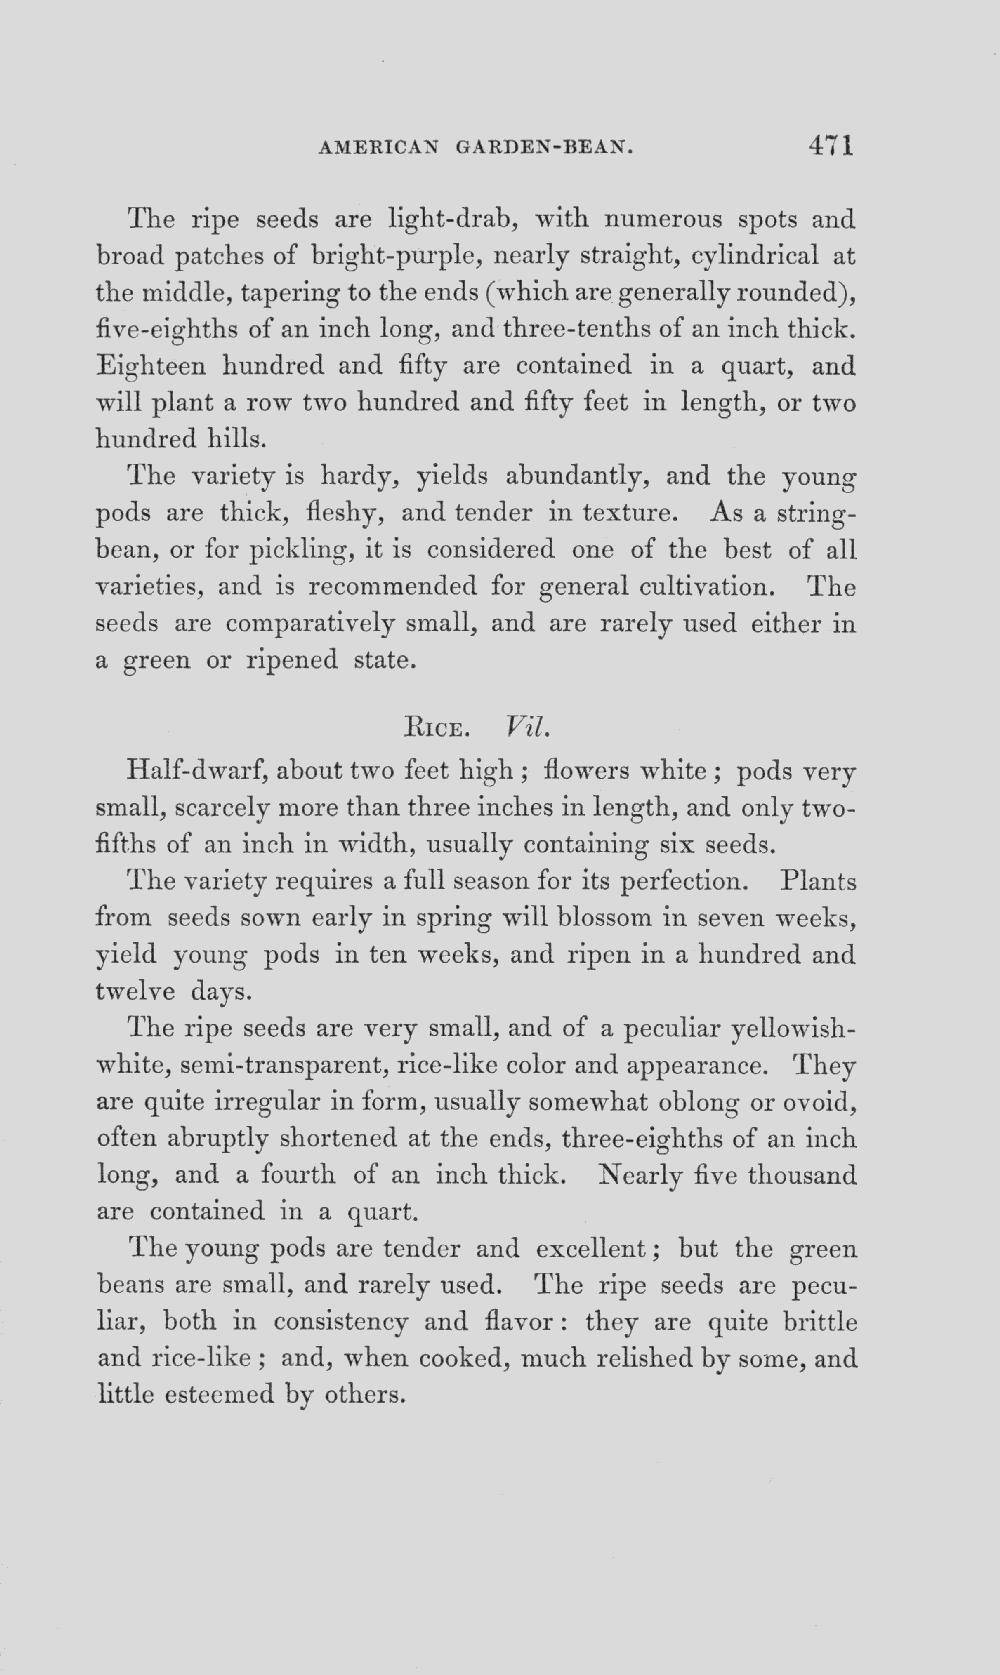 AMERICAN GARDEN-BEAN. 471
The ripe seeds are light-drab, with numerous spots and
broad patches of bright-purple, nearly straight, cylindrical at
the middle, tapering to the ends (which are generally rounded),
five-eighths of an inch long, and three-tenths of an inch thick.
Eighteen hundred and fifty are contained in a quart, and
will plant a row two hundred and fifty feet in length, or two
hundred hills.
The variety is hardy, yields abundantly, and the young
pods are thick, fleshy, and tender in texture. As a string-
bean, or for pickling, it is considered one of the best of all
varieties, and is recommended for general cultivation. The
seeds are comparatively small, and are rarely used either in
a green or ripened state.
RICE. Vil.
Half-dwarf, about two feet high; flowers white; pods very
small, scarcely more than three inches in length, and only two-
fifths of an inch in width, usually containing six seeds.
The variety requires a full season for its perfection. Plants
from seeds sown early in spring will blossom in seven weeks,
yield young pods in ten weeks, and ripen in a hundred and
twelve days.
The ripe seeds are very small, and of a peculiar yellowish-
white, semi-transparent, rice-like color and appearance. They
are quite irregular in form, usually somewhat oblong or ovoid,
often abruptly shortened at the ends, three-eighths of an inch
long, and a fourth of an inch thick. Nearly five thousand
are contained in a quart.
The young pods are tender and excellent; but the green
beans are small, and rarely used. The ripe seeds are pecu-
liar, both in consistency and flavor: they are quite brittle
and rice-like; and, when cooked, much relished by some, and
little esteemed by others.